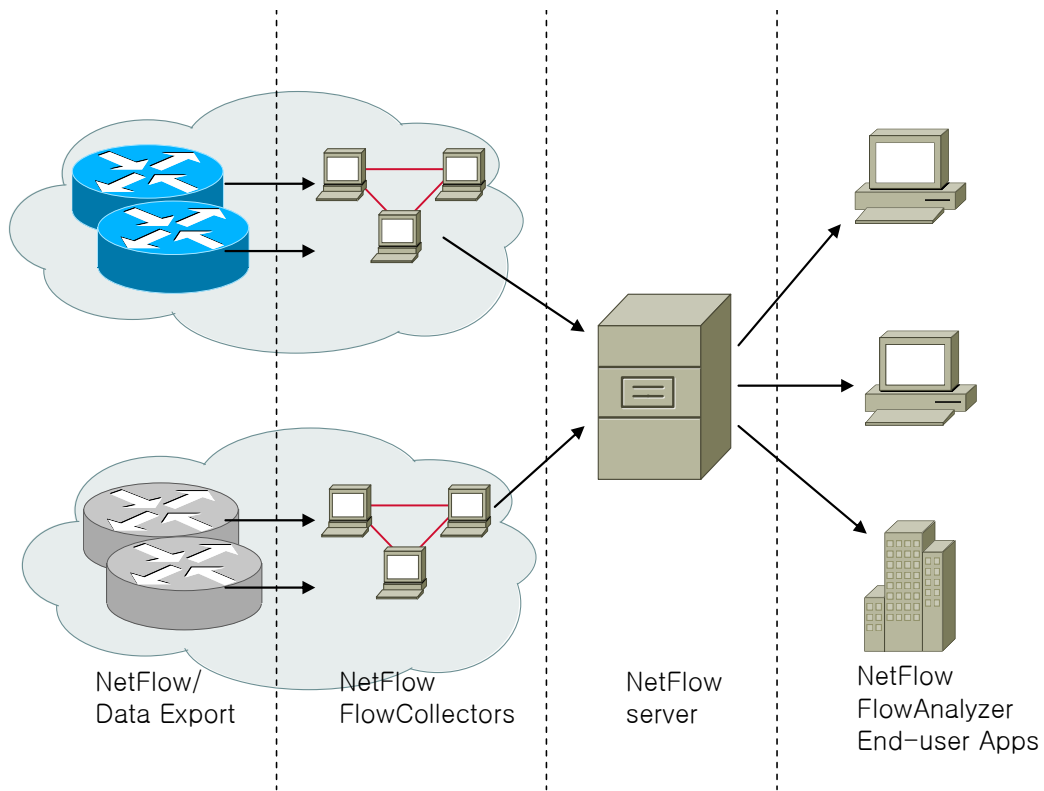 NetFlow/
Data Export
NetFlow
FlowCollectors
NetFlow
server
NetFlow
FlowAnalyzer
End-user Apps